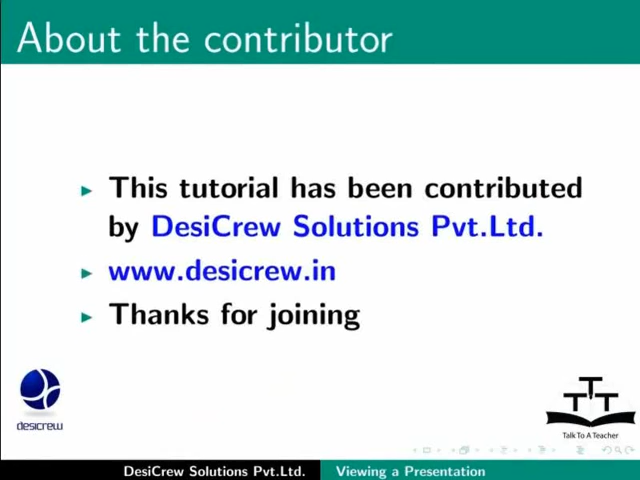 About the contributor
This tutorial has been contributed
by DesiCrew Solutions Pvt.Ltd.
www.desicrew.in
Thanks for joining
desicrew
TTT
Talk To A Teacher
DesiCrew Solutions Pvt.Ltd. Viewing a Presentation